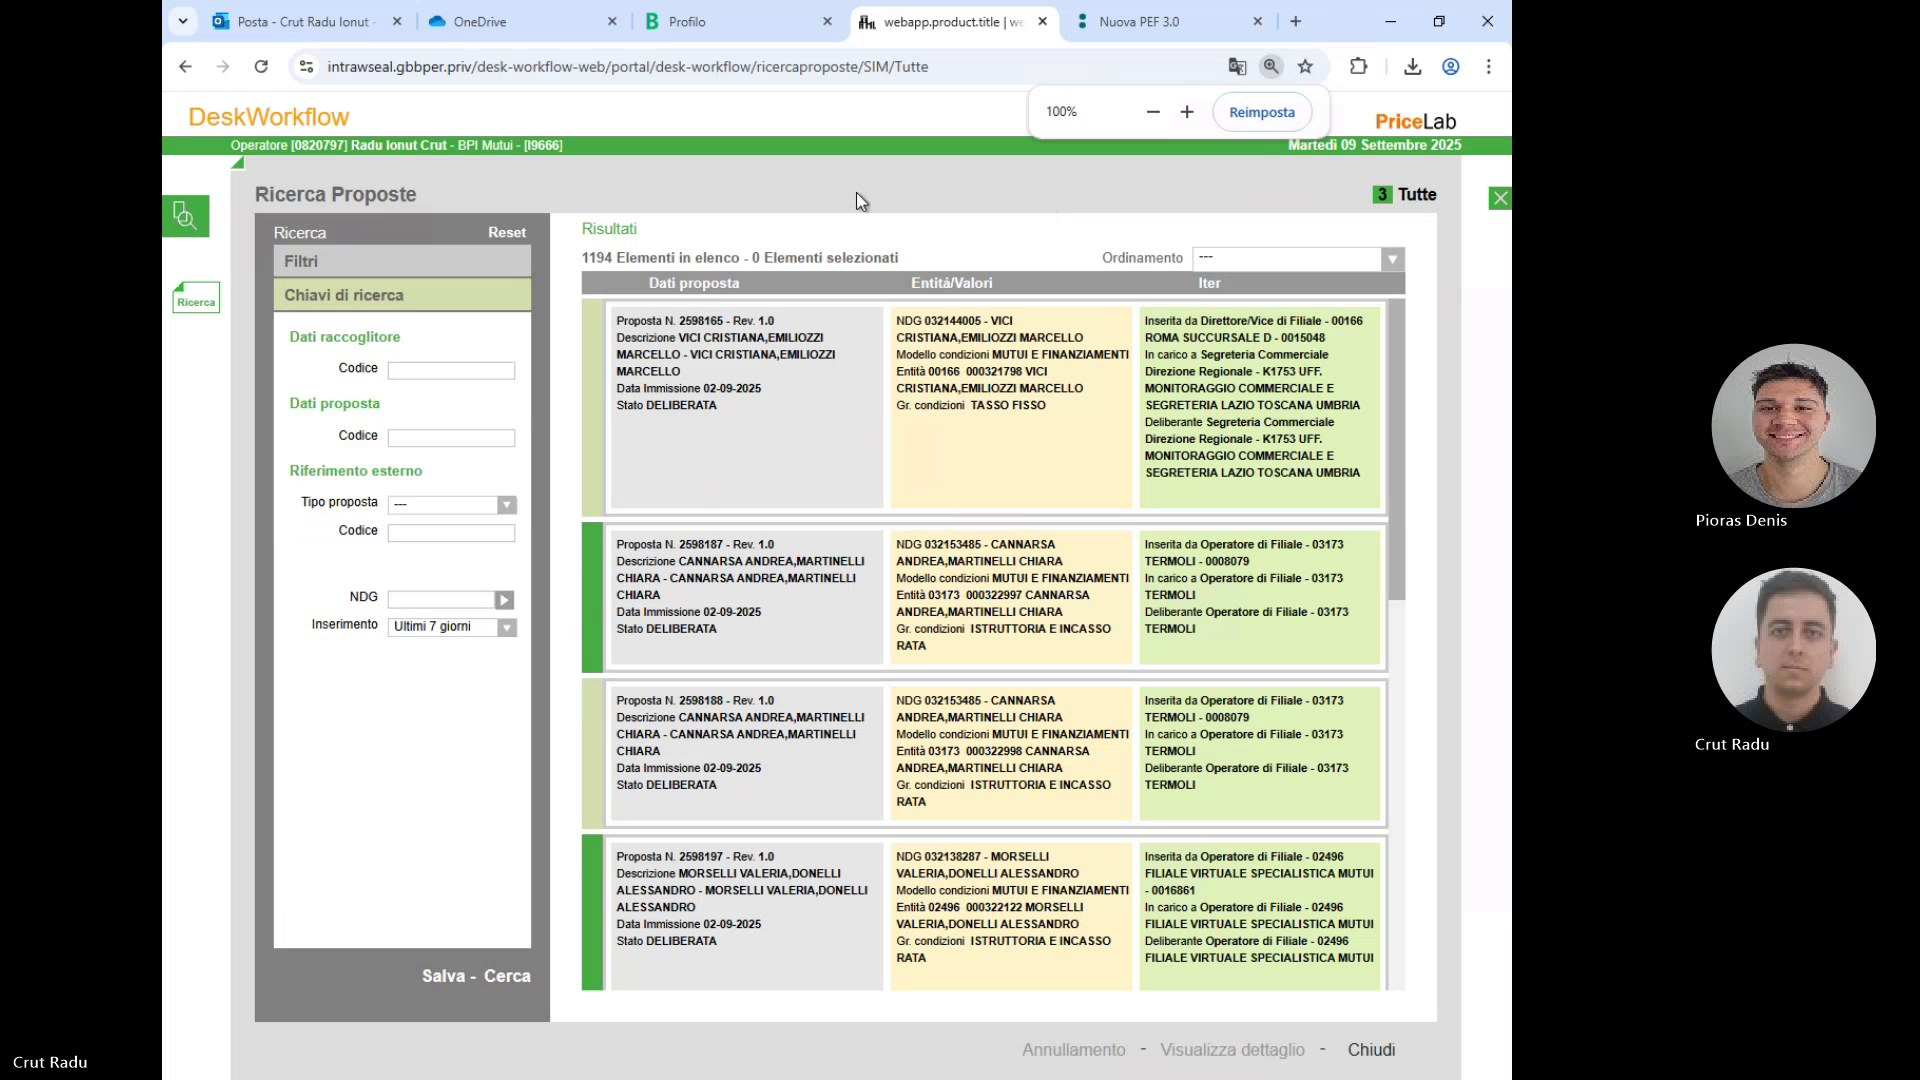 Posta - Crut Radu Ionut
OneDrive
Profilo
webapp.product.title | we
Nuova PEF 3.0
intrawseal.gbbper.priv/desk-workflow-web/portal/desk-workflow/ricercaproposte/SIM/Tutte
100%
Reimposta
DeskWorkflow
PriceLab
Operatore [0820797] Radu Ionut Crut - BPI Mutui - [I9666]
Martedì 09 Settembre 2025
Ricerca Proposte
3 Tutte
Ricerca
Ricerca
Reset
Filtri
Chiavi di ricerca
Dati raccoglitore
Codice
Dati proposta
Codice
Riferimento esterno
Tipo proposta ---
Codice
NDG
Inserimento Ultimi 7 giorni
Salva - Cerca
Risultati
1194 Elementi in elenco - 0 Elementi selezionati
Ordinamento ---
Dati proposta
Entità/Valori
Iter
Proposta N. 2598165 - Rev. 1.0
Descrizione VICI CRISTIANA,EMILIOZZI
MARCELLO - VICI CRISTIANA,EMILIOZZI
MARCELLO
Data Immissione 02-09-2025
Stato DELIBERATA
NDG 032144005 - VICI
CRISTIANA,EMILIOZZI MARCELLO
Modello condizioni MUTUI E FINANZIAMENTI
Entità 00166 000321798 VICI
CRISTIANA,EMILIOZZI MARCELLO
Gr. condizioni TASSO FISSO
Inserita da Direttore/Vice di Filiale - 00166
ROMA SUCCURSALE D - 0015048
In carico a Segreteria Commerciale
Direzione Regionale - K1753 UFF.
MONITORAGGIO COMMERCIALE E
SEGRETERIA LAZIO TOSCANA UMBRIA
Deliberante Segreteria Commerciale
Direzione Regionale - K1753 UFF.
MONITORAGGIO COMMERCIALE E
SEGRETERIA LAZIO TOSCANA UMBRIA
Proposta N. 2598187 - Rev. 1.0
Descrizione CANNARSA ANDREA,MARTINELLI
CHIARA - CANNARSA ANDREA,MARTINELLI
CHIARA
Data Immissione 02-09-2025
Stato DELIBERATA
NDG 032153485 - CANNARSA
ANDREA,MARTINELLI CHIARA
Modello condizioni MUTUI E FINANZIAMENTI
Entità 03173 000322997 CANNARSA
ANDREA,MARTINELLI CHIARA
Gr. condizioni ISTRUTTORIA E INCASSO
RATA
Inserita da Operatore di Filiale - 03173
TERMOLI - 0008079
In carico a Operatore di Filiale - 03173
TERMOLI
Deliberante Operatore di Filiale - 03173
TERMOLI
Proposta N. 2598188 - Rev. 1.0
Descrizione CANNARSA ANDREA,MARTINELLI
CHIARA - CANNARSA ANDREA,MARTINELLI
CHIARA
Data Immissione 02-09-2025
Stato DELIBERATA
NDG 032153485 - CANNARSA
ANDREA,MARTINELLI CHIARA
Modello condizioni MUTUI E FINANZIAMENTI
Entità 03173 000322998 CANNARSA
ANDREA,MARTINELLI CHIARA
Gr. condizioni ISTRUTTORIA E INCASSO
RATA
Inserita da Operatore di Filiale - 03173
TERMOLI - 0008079
In carico a Operatore di Filiale - 03173
TERMOLI
Deliberante Operatore di Filiale - 03173
TERMOLI
Proposta N. 2598197 - Rev. 1.0
Descrizione MORSELLI VALERIA,DONELLI
ALESSANDRO - MORSELLI VALERIA,DONELLI
ALESSANDRO
Data Immissione 02-09-2025
Stato DELIBERATA
NDG 032138287 - MORSELLI
VALERIA,DONELLI ALESSANDRO
Modello condizioni MUTUI E FINANZIAMENTI
Entità 02496 000322122 MORSELLI
VALERIA,DONELLI ALESSANDRO
Gr. condizioni ISTRUTTORIA E INCASSO
RATA
Inserita da Operatore di Filiale - 02496
FILIALE VIRTUALE SPECIALISTICA MUTUI
- 0016861
In carico a Operatore di Filiale - 02496
FILIALE VIRTUALE SPECIALISTICA MUTUI
Deliberante Operatore di Filiale - 02496
FILIALE VIRTUALE SPECIALISTICA MUTUI
Annullamento - Visualizza dettaglio - Chiudi
Pioras Denis
Crut Radu
Crut Radu